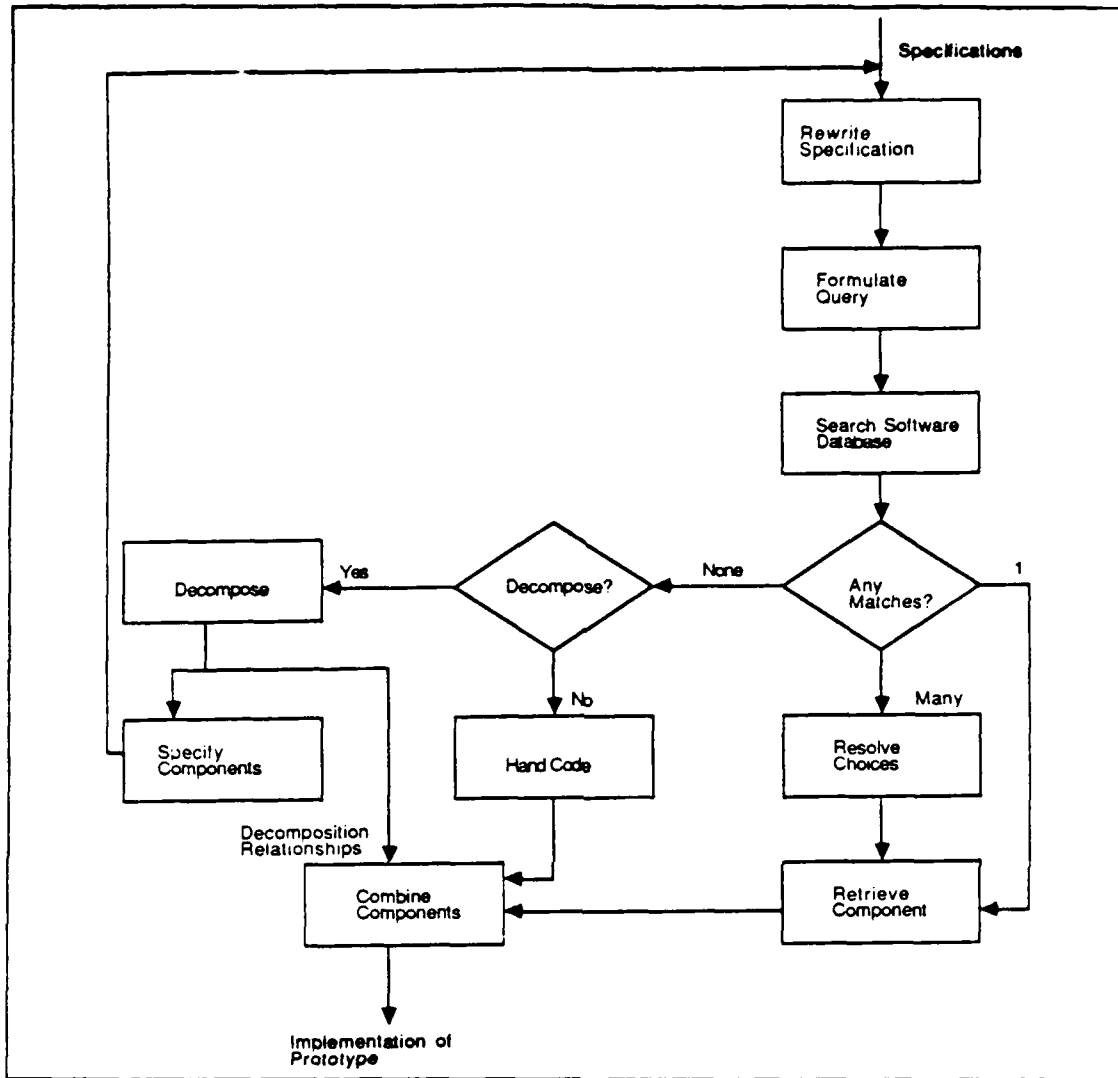 Specifications
Rewrite
Specification
Formulate
Query
Search Software
Database
Any
Matches?
1
None
Decompose?
Yes
Decompose
No
Many
Specify
Components
Hand Code
Resolve
Choices
Decomposition
Relationships
Combine
Components
Retrieve
Component
Implementation of
Prototype